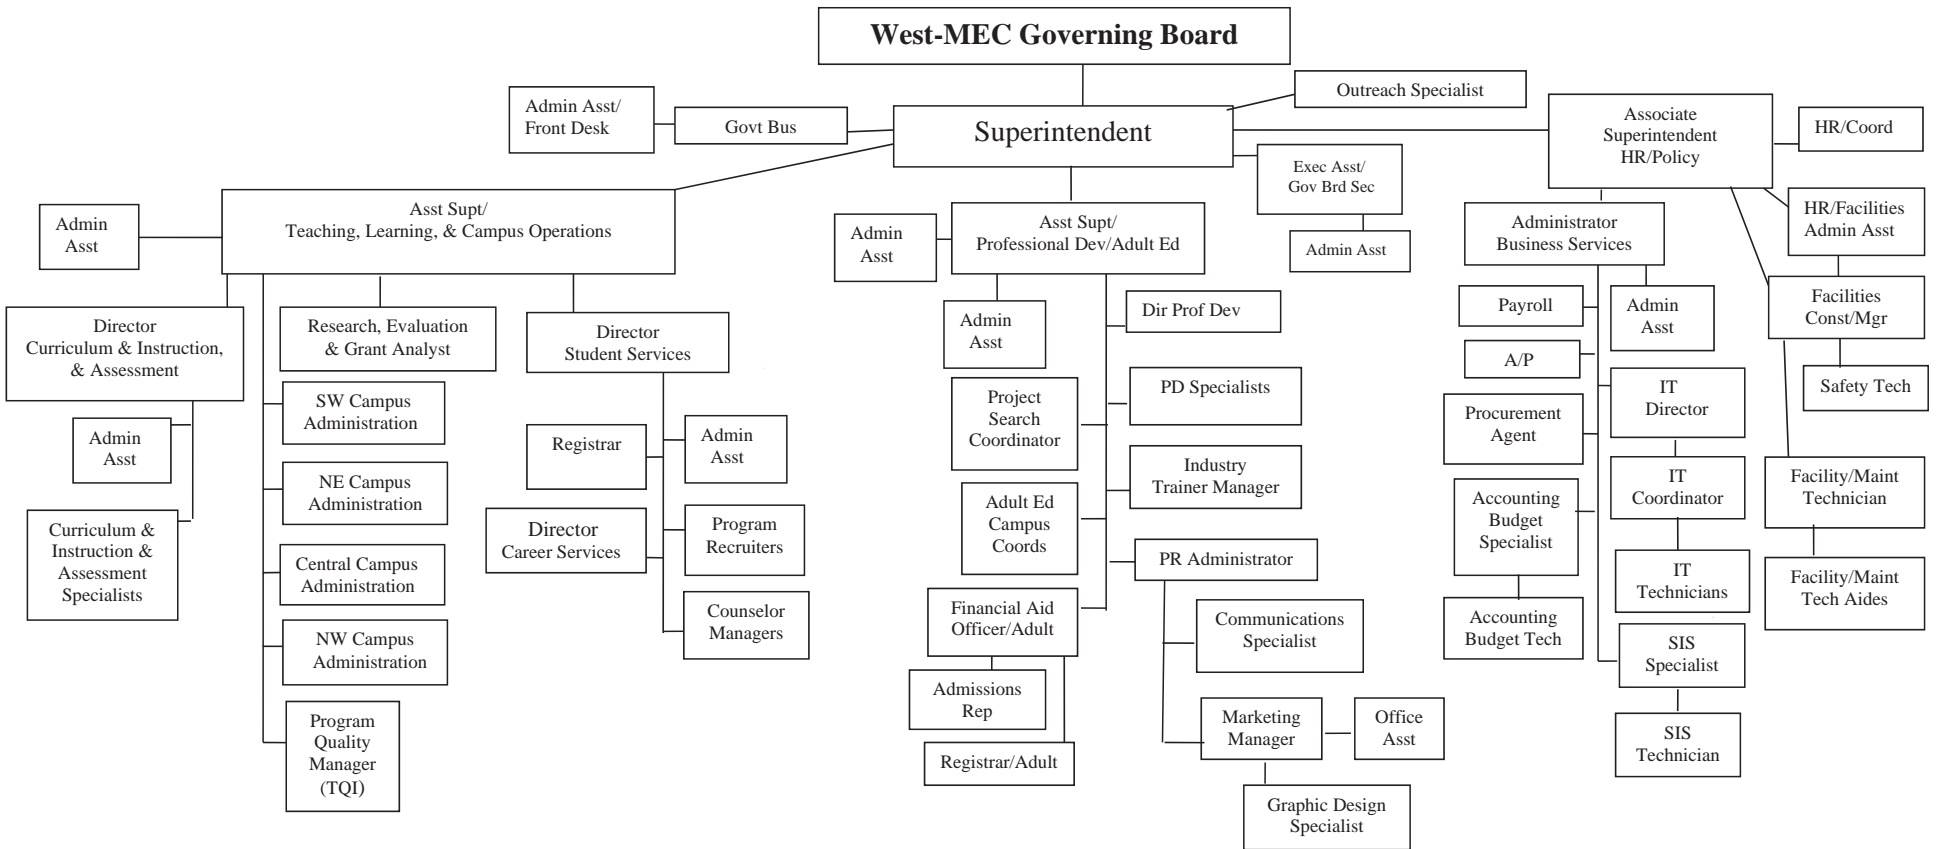 West-MEC Governing Board
Outreach Specialist
Admin Asst/
Front Desk
Govt Bus
Superintendent
Associate
Superintendent
HR/Policy
HR/Coord
Exec Asst/
Gov Brd Sec
Admin Asst
Admin
Asst
Asst Supt/
Teaching, Learning, & Campus Operations
Admin
Asst
Asst Supt/
Professional Dev/Adult Ed
Administrator
Business Services
HR/Facilities
Admin Asst
Director
Curriculum & Instruction,
& Assessment
Research, Evaluation
& Grant Analyst
Director
Student Services
Admin
Asst
Dir Prof Dev
Payroll
Admin
Asst
Facilities
Const/Mgr
A/P
Safety Tech
SW Campus
Administration
Project
Search
Coordinator
PD Specialists
IT
Director
Procurement
Agent
Admin
Asst
Registrar
Admin
Asst
NE Campus
Administration
Industry
Trainer Manager
IT
Coordinator
Facility/Maint
Technician
Curriculum &
Instruction &
Assessment
Specialists
Director
Career Services
Program
Recruiters
Adult Ed
Campus
Coords
Accounting
Budget
Specialist
Central Campus
Administration
PR Administrator
IT
Technicians
Facility/Maint
Tech Aides
Counselor
Managers
Financial Aid
Officer/Adult
Communications
Specialist
Accounting
Budget Tech
NW Campus
Administration
SIS
Specialist
Admissions
Rep
Program
Quality
Manager
(TQI)
Marketing
Manager
Office
Asst
SIS
Technician
Registrar/Adult
Graphic Design
Specialist